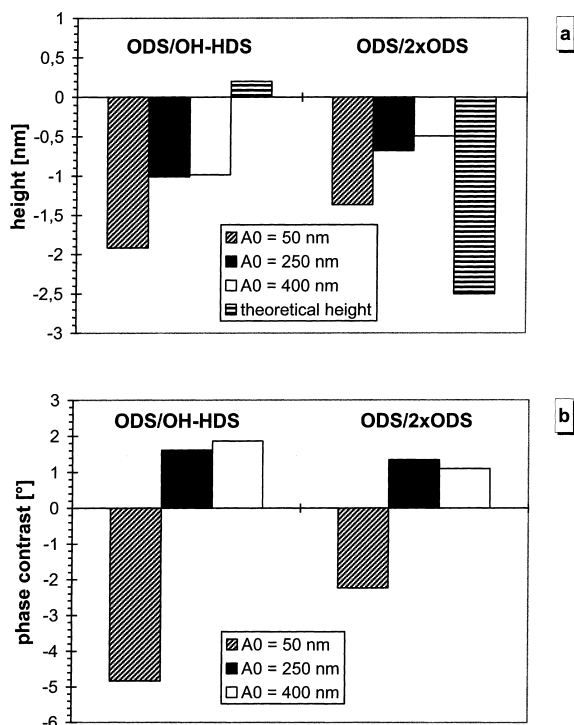 a
ODS/OH-HDS
ODS/2xODS
height [nm]
1
0,5
0
-0,5
-1
-1,5
-2
-2,5
-3
A0 = 50 nm
A0 = 250 nm
A0 = 400 nm
theoretical height
b
ODS/OH-HDS
ODS/2xODS
phase contrast [°]
3
2
1
0
-1
-2
-3
-4
-5
-6
A0 = 50 nm
A0 = 250 nm
A0 = 400 nm